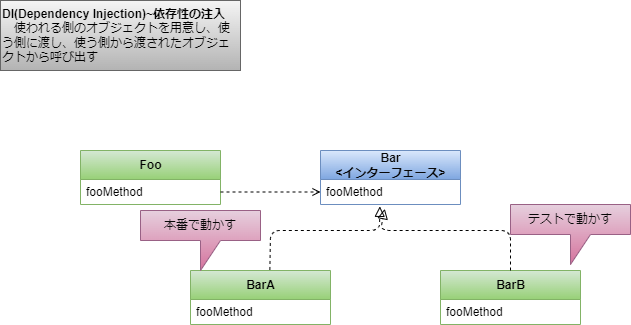 DI(Dependency Injection)~依存性の注入
使われる側のオブジェクトを用意し、使
う側に渡し、使う側から渡されたオブジェ
クトから呼び出す
Foo
fooMethod
Bar
<インターフェース>
fooMethod
本番で動かす
テストで動かす
BarA
fooMethod
BarB
fooMethod